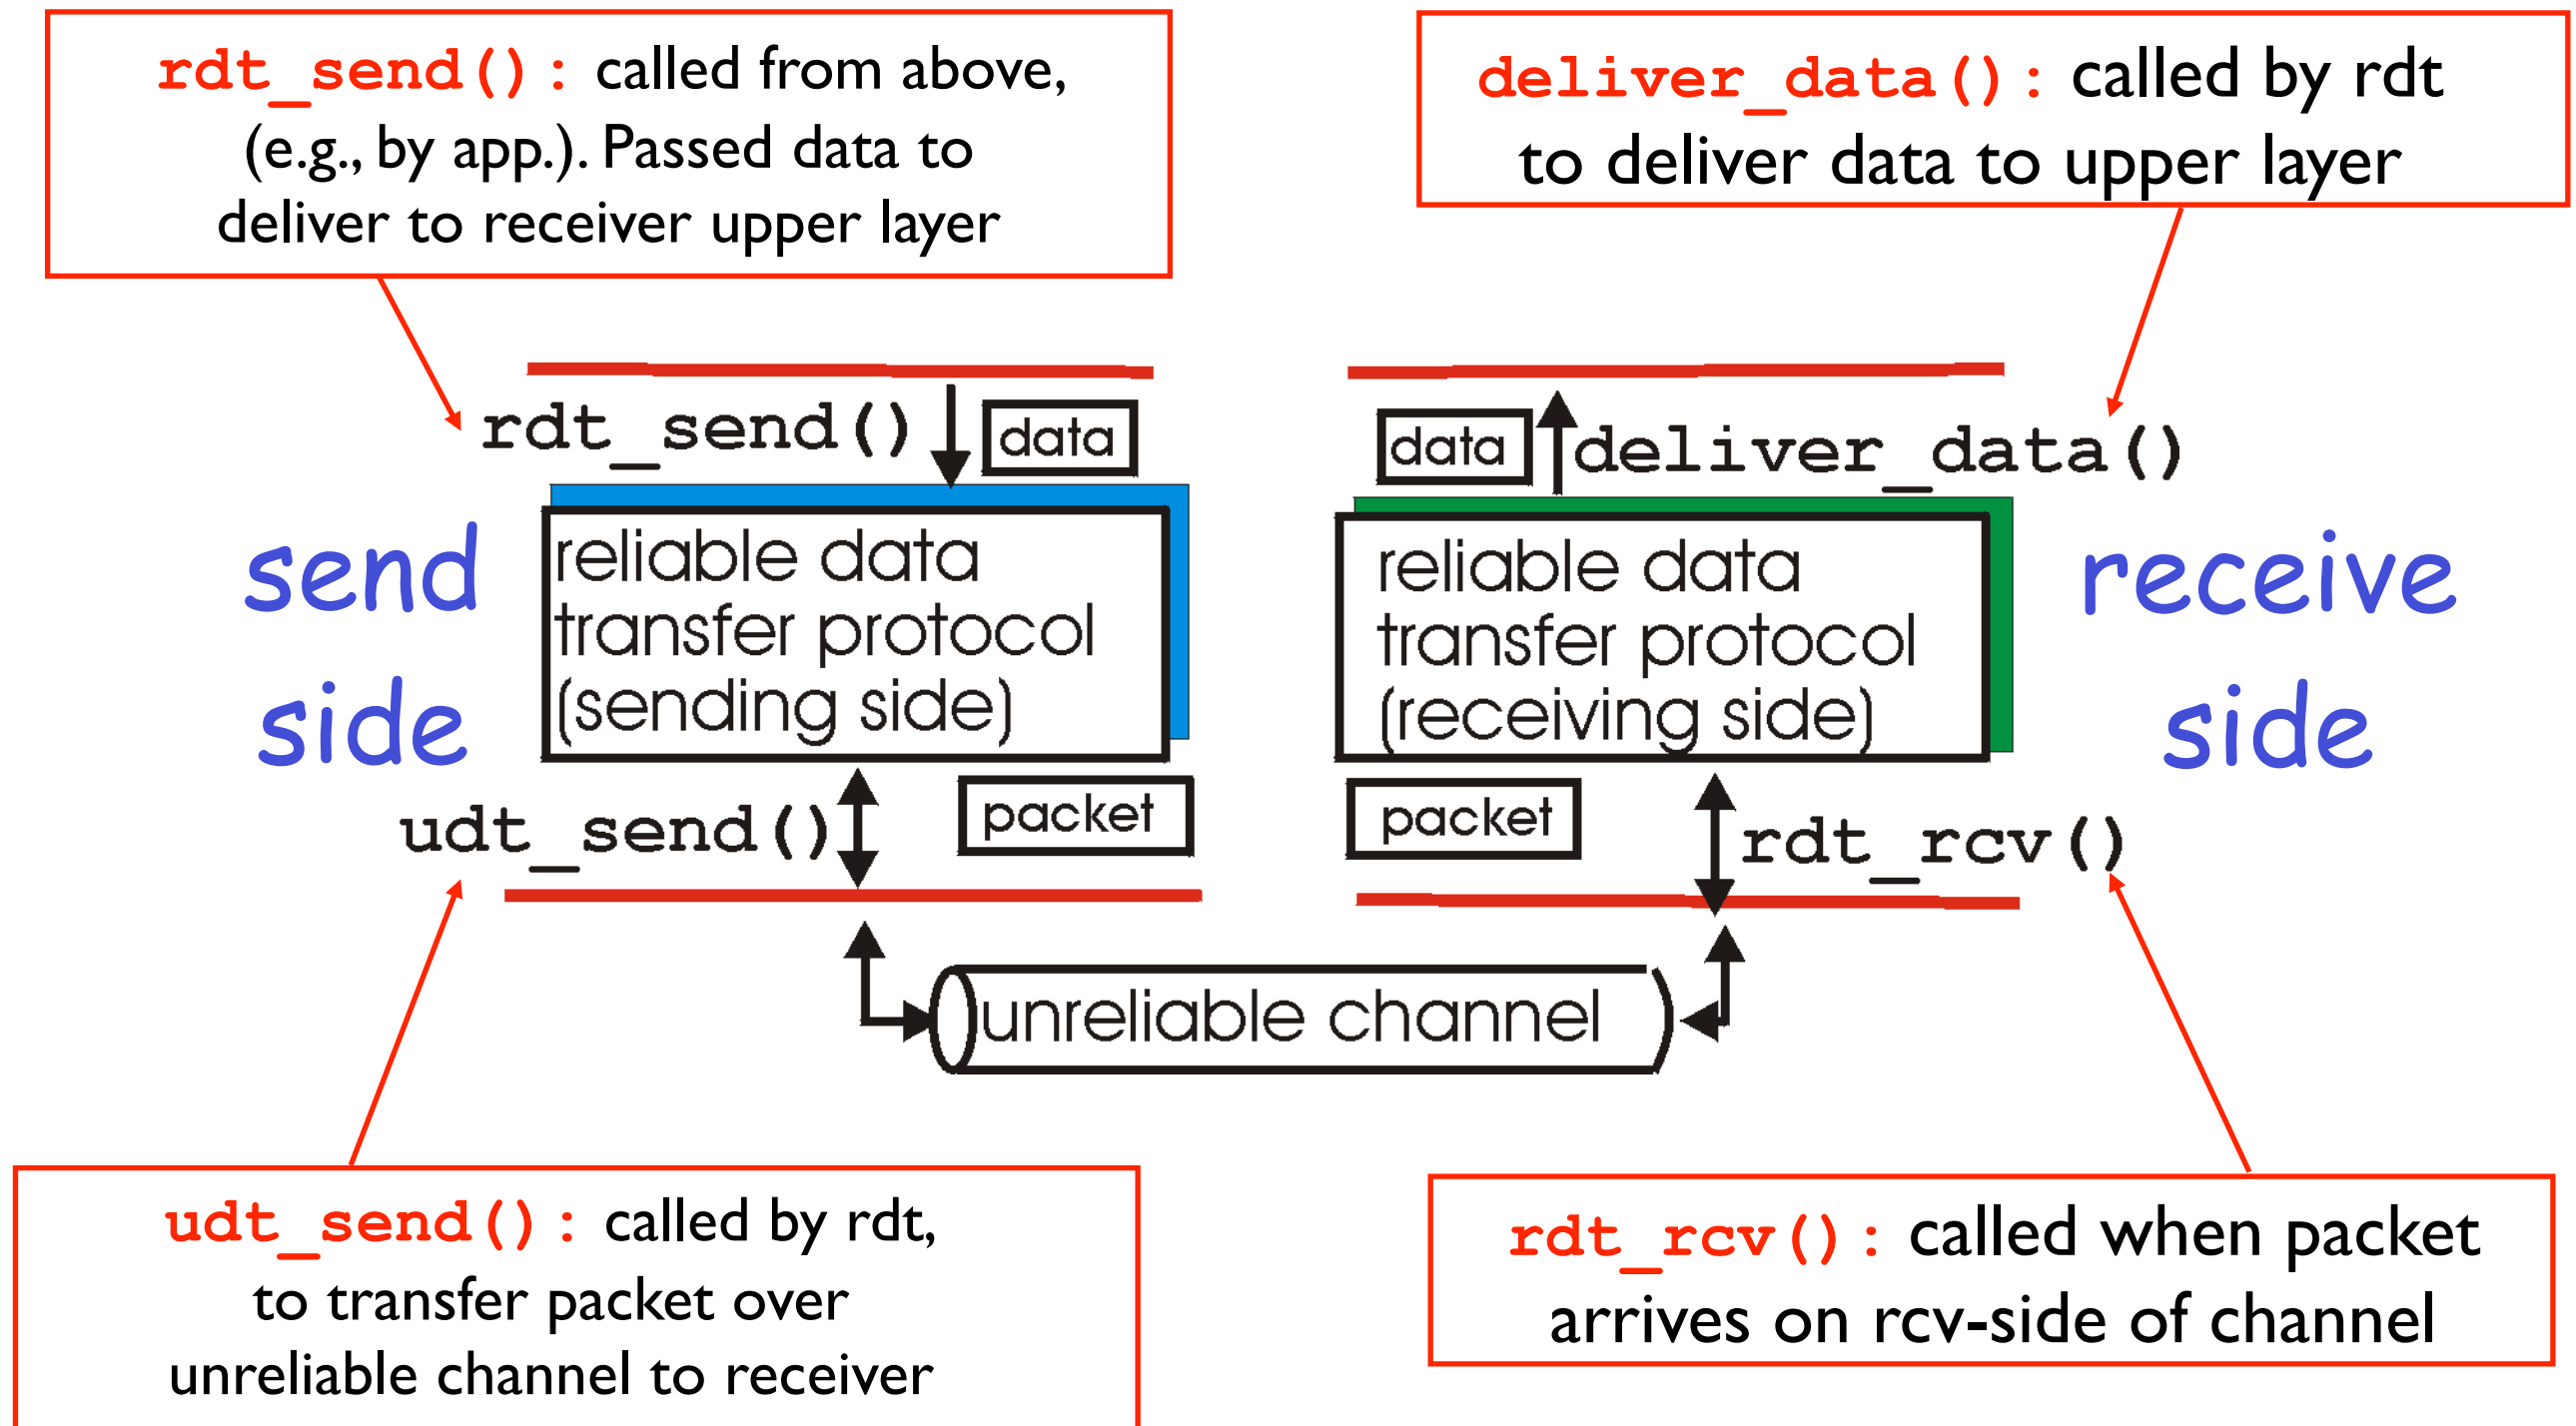 rdt_send(): called from above,
(e.g., by app.). Passed data to
deliver to receiver upper layer
deliver_data(): called by rdt
to deliver data to upper layer
rdt_send()
data
data
deliver_data()
send
side
reliable data
transfer protocol
(sending side)
reliable data
transfer protocol
(receiving side)
receive
side
udt_send()
packet
packet
rdt_rcv()
unreliable channel
udt_send(): called by rdt,
to transfer packet over
unreliable channel to receiver
rdt_rcv(): called when packet
arrives on rcv-side of channel